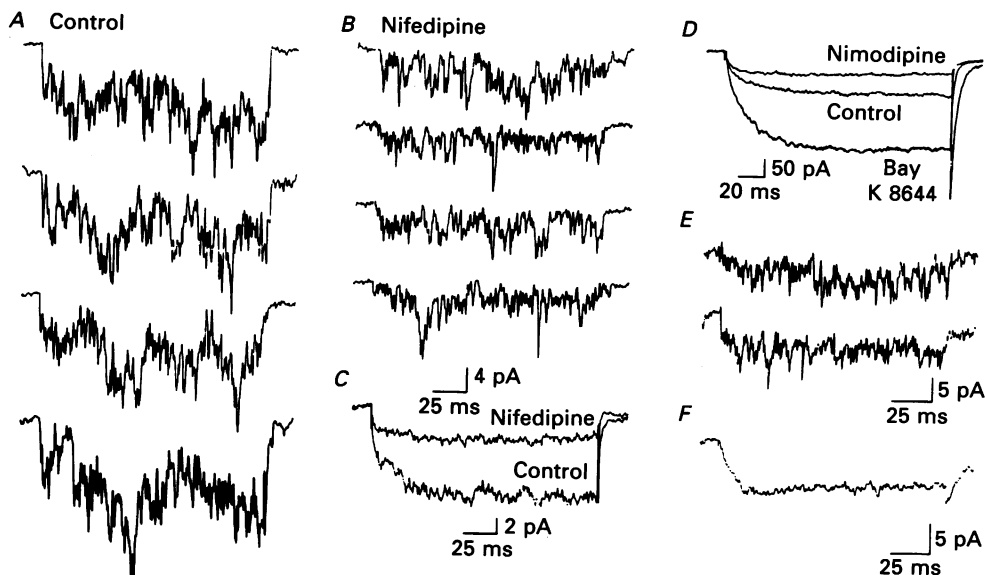 A Control
B Nifedipine
4 pA
25 ms
C
Nifedipine
Control
2 pA
25 ms
D
Nimodipine
Control
50 pA
20 ms
Bay
K 8644
E
5 pA
25 ms
F
5 pA
25 ms